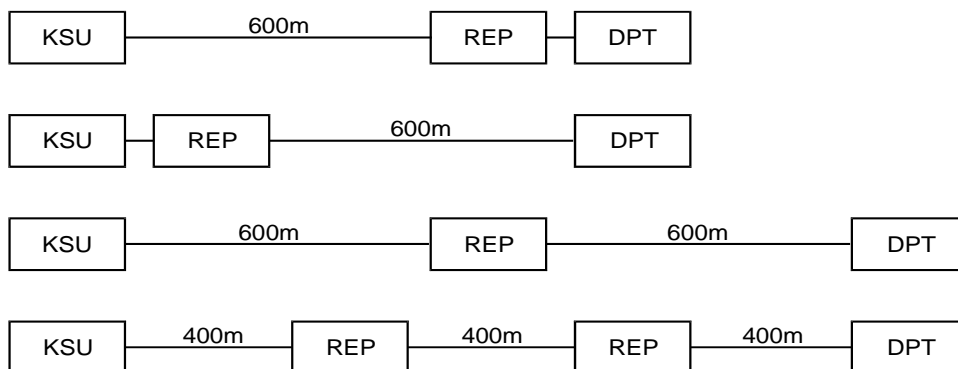 KSU 600m REP DPT
KSU REP 600m DPT
KSU 600m REP 600m DPT
KSU 400m REP 400m REP 400m DPT